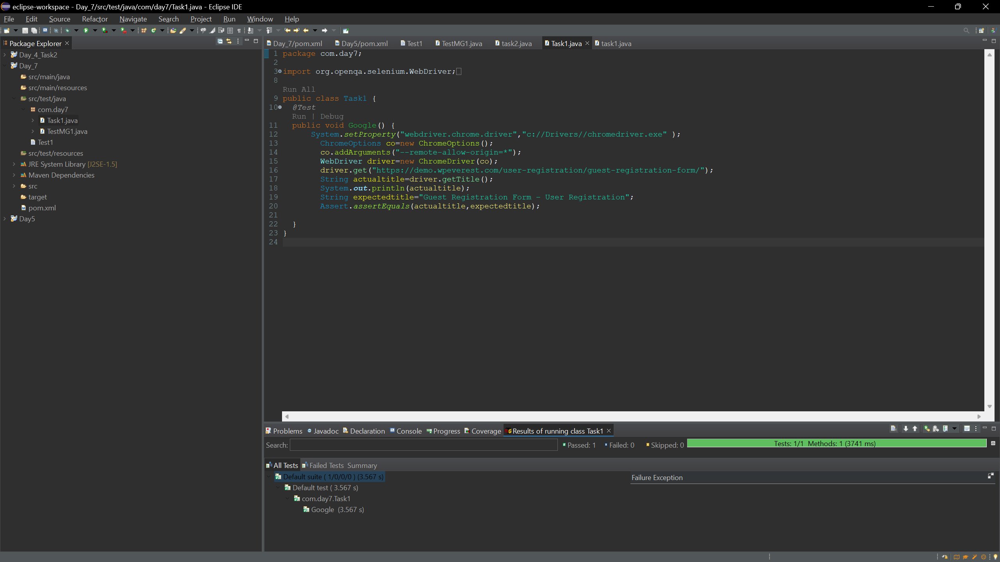 eclipse-workspace - Day_7/src/test/java/com/day7/Task1.java - Eclipse IDE
File Edit Source Refactor Navigate Search Project Run Window Help
Package Explorer
Day_4_Task2
Day_7
src/main/java
src/main/resources
src/test/java
com.day7
Task1.java
TestMG1.java
Test1
src/test/resources
JRE System Library [J2SE-1.5]
Maven Dependencies
src
target
pom.xml
Day5
Day_7/pom.xml Day5/pom.xml Test1 TestMG1.java task2.java Task1.java task1.java
1 package com.day7;
2
3 import org.openqa.selenium.WebDriver;
8
Run All
9 public class Task1 {
10 @Test
Run | Debug
11 public void Google() {
12 System.setProperty("webdriver.chrome.driver","c://Drivers//chromedriver.exe" );
13 ChromeOptions co=new ChromeOptions();
14 co.addArguments("--remote-allow-origin=*");
15 WebDriver driver=new ChromeDriver(co);
16 driver.get("https://demo.wpeverest.com/user-registration/guest-registration-form/");
17 String actualtitle=driver.getTitle();
18 System.out.println(actualtitle);
19 String expectedtitle="Guest Registration Form – User Registration";
20 Assert.assertEquals(actualtitle,expectedtitle);
21
22 }
23 }
24
Problems Javadoc Declaration Console Progress Coverage Results of running class Task1
Search: Passed: 1 Failed: 0 Skipped: 0 Tests: 1/1 Methods: 1 (3741 ms)
All Tests Failed Tests Summary
Default suite ( 1/0/0/0 ) (3.567 s)
Default test ( 3.567 s)
com.day7.Task1
Google (3.567 s)
Failure Exception